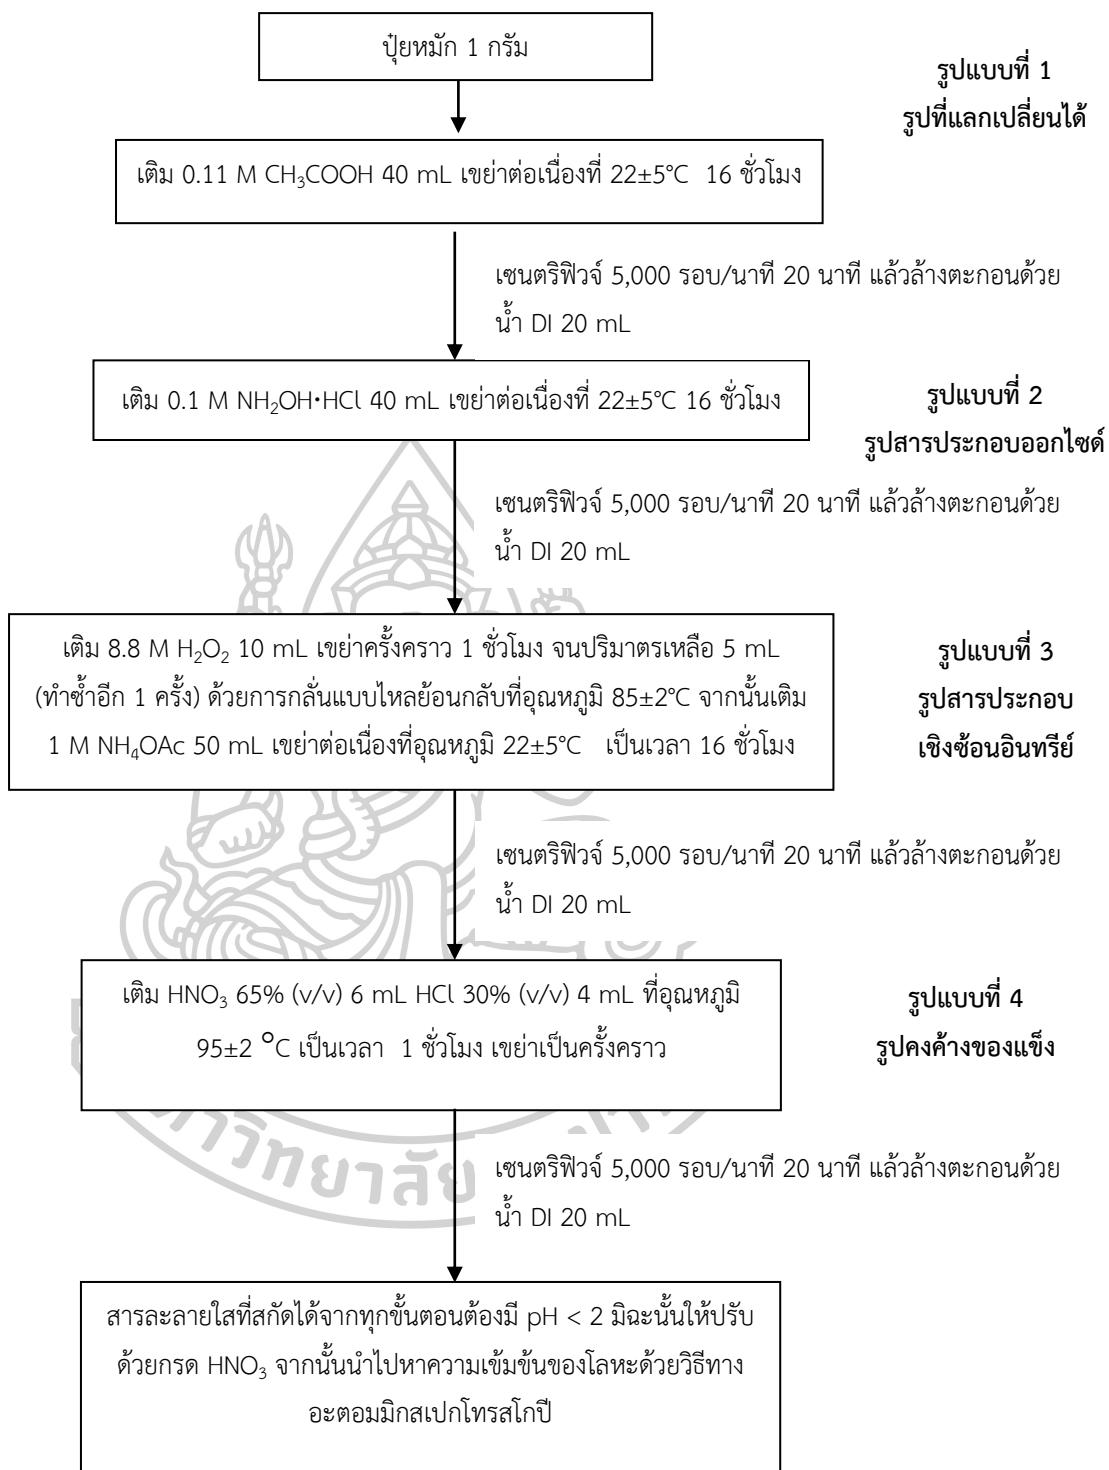 ปุ๋ยหมัก 1 กรัม
รูปแบบที่ 1
รูปที่แลกเปลี่ยนได้
เติม 0.11 M CH₃COOH 40 mL เขย่าต่อเนื่องที่ 22±5°C 16 ชั่วโมง
เซนตริฟิวจ์ 5,000 รอบ/นาที 20 นาที แล้วล้างตะกอนด้วย
น้ำ DI 20 mL
เติม 0.1 M NH₂OH·HCl 40 mL เขย่าต่อเนื่องที่ 22±5°C 16 ชั่วโมง
รูปแบบที่ 2
รูปสารประกอบออกไซด์
เซนตริฟิวจ์ 5,000 รอบ/นาที 20 นาที แล้วล้างตะกอนด้วย
น้ำ DI 20 mL
เติม 8.8 M H₂O₂ 10 mL เขย่าครั้งคราว 1 ชั่วโมง จนปริมาตรเหลือ 5 mL
(ทำซ้ำอีก 1 ครั้ง) ด้วยการกลั่นแบบไหลย้อนกลับที่อุณหภูมิ 85±2°C จากนั้นเติม
1 M NH₄OAc 50 mL เขย่าต่อเนื่องที่อุณหภูมิ 22±5°C เป็นเวลา 16 ชั่วโมง
รูปแบบที่ 3
รูปสารประกอบ
เชิงซ้อนอินทรีย์
เซนตริฟิวจ์ 5,000 รอบ/นาที 20 นาที แล้วล้างตะกอนด้วย
น้ำ DI 20 mL
เติม HNO₃ 65% (v/v) 6 mL HCl 30% (v/v) 4 mL ที่อุณหภูมิ
95±2 °C เป็นเวลา 1 ชั่วโมง เขย่าเป็นครั้งคราว
รูปแบบที่ 4
รูปคงค้างของแข็ง
เซนตริฟิวจ์ 5,000 รอบ/นาที 20 นาที แล้วล้างตะกอนด้วย
น้ำ DI 20 mL
สารละลายใสที่สกัดได้จากทุกขั้นตอนต้องมี pH < 2 มิฉะนั้นให้ปรับ
ด้วยกรด HNO₃ จากนั้นนำไปหาความเข้มข้นของโลหะด้วยวิธีทาง
อะตอมมิกสเปกโทรสโกปี